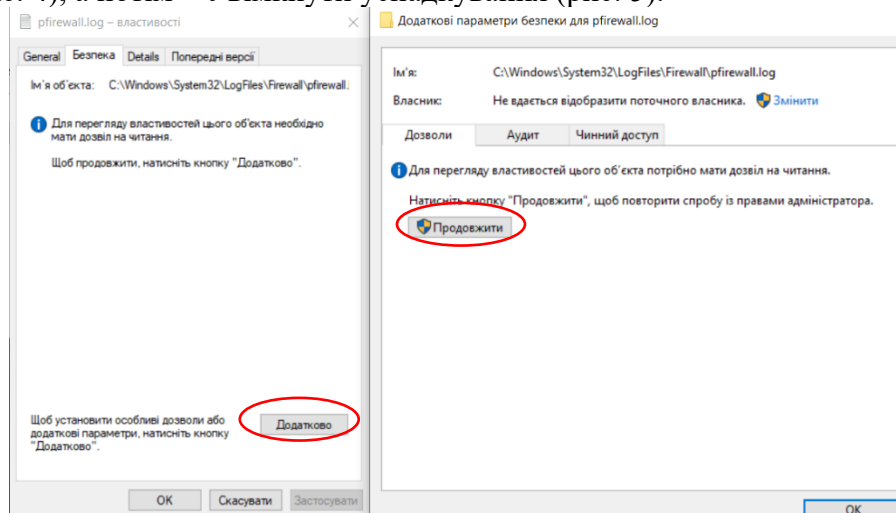 pfirewall.log – властивості
General Безпека Details Попередні версії
Ім'я об'єкта: C:\Windows\System32\LogFiles\Firewall\pfirewall.
Для перегляду властивостей цього об'єкта необхідно
мати дозвіл на читання.
Щоб продовжити, натисніть кнопку "Додатково".
Щоб установити особливі дозволи або
додаткові параметри, натисніть кнопку
"Додатково".
Додатково
OK Скасувати Застосувати
Додаткові параметри безпеки для pfirewall.log
Ім'я: C:\Windows\System32\LogFiles\Firewall\pfirewall.log
Власник: Не вдається відобразити поточного власника. Змінити
Дозволи Аудит Чинний доступ
Для перегляду властивостей цього об'єкта потрібно мати дозвіл на читання.
Натисніть кнопку "Продовжити", щоб повторити спробу із правами адміністратора.
Продовжити
OK